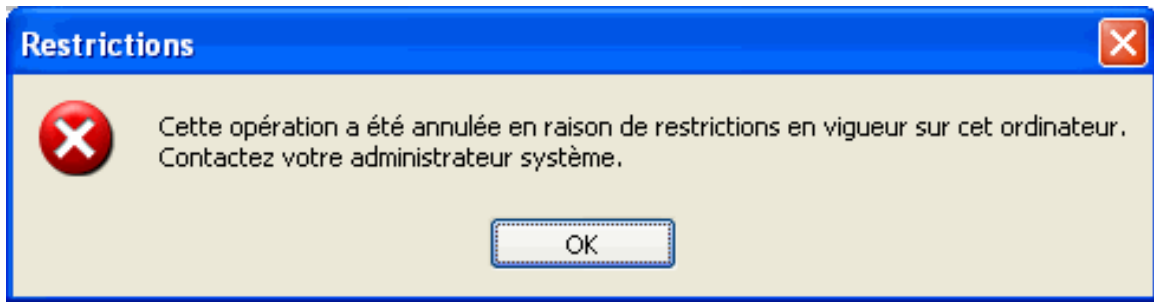 Restrictions
Cette opération a été annulée en raison de restrictions en vigueur sur cet ordinateur.
Contactez votre administrateur système.
OK